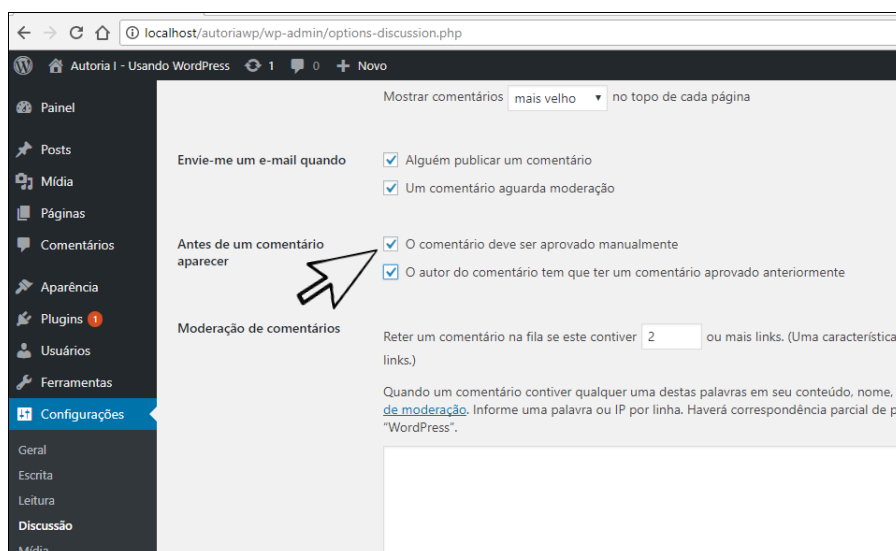 localhost/autoriawp/wp-admin/options-discussion.php
Autoria I - Usando WordPress 1 0 + Novo
Painel
Posts
Mídia
Páginas
Comentários
Aparência
Plugins 1
Usuários
Ferramentas
Configurações
Geral
Escrita
Leitura
Discussão
Mídia
Mostrar comentários mais velho no topo de cada página
Envie-me um e-mail quando
Alguém publicar um comentário
Um comentário aguarda moderação
Antes de um comentário
aparecer
O comentário deve ser aprovado manualmente
O autor do comentário tem que ter um comentário aprovado anteriormente
Moderação de comentários
Reter um comentário na fila se este contiver 2 ou mais links. (Uma característica
links.)
Quando um comentário contiver qualquer uma destas palavras em seu conteúdo, nome,
de moderação. Informe uma palavra ou IP por linha. Haverá correspondência parcial de p
"WordPress".